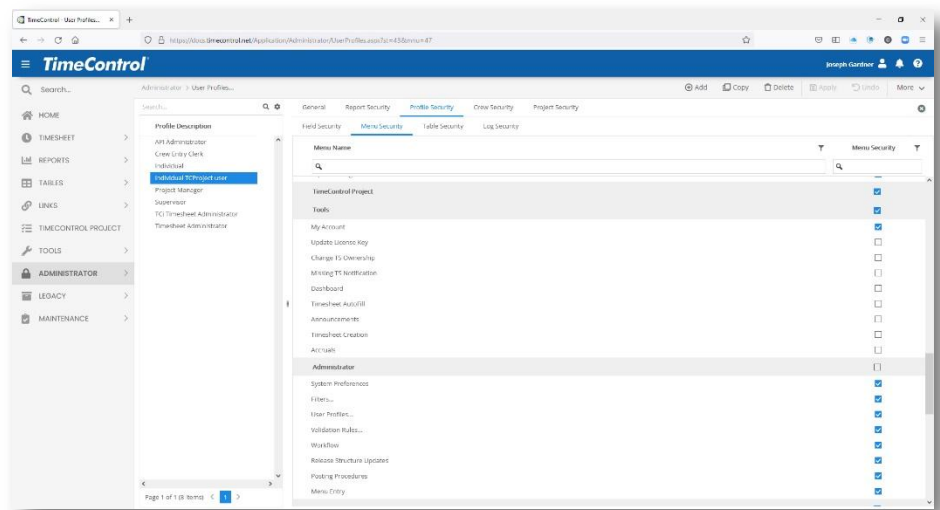 TimeControl - User Profiles...
https://docs.timecontrol.net/Application/Administrator/UserProfiles.aspx?st=45&mnu=47
TimeControl
Joseph Gardner
Search...
Administrator > User Profiles...
Add
Copy
Delete
Apply
Undo
More
HOME
TIMESHEET
REPORTS
TABLES
LINKS
TIMECONTROL PROJECT
TOOLS
ADMINISTRATOR
LEGACY
MAINTENANCE
Search...
Profile Description
API Administrator
Crew Entry Clerk
Individual
Individual TCProject user
Project Manager
Supervisor
TCI Timesheet Administrator
Timesheet Administrator
Page 1 of 1 (8 items) < 1 >
General Report Security Profile Security Crew Security Project Security
Field Security Menu Security Table Security Log Security
Menu Name Menu Security
TimeControl Project
Tools
My Account
Update License Key
Change TS Ownership
Missing TS Notification
Dashboard
Timesheet Autofill
Announcements
Timesheet Creation
Accruals
Administrator
System Preferences
Filters...
User Profiles...
Validation Rules...
Workflow
Release Structure Updates
Posting Procedures
Menu Entry